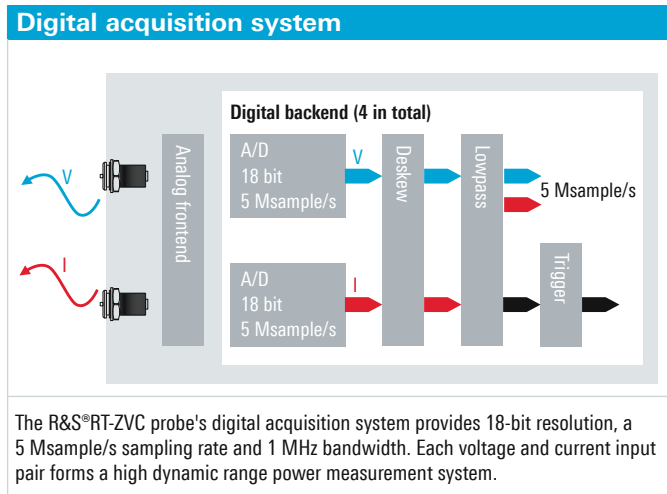 Digital acquisition system
Digital backend (4 in total)
V
I
Analog frontend
A/D
18 bit
5 Msample/s
V
Deskew
Lowpass
5 Msample/s
A/D
18 bit
5 Msample/s
I
Trigger
The R&S®RT-ZVC probe's digital acquisition system provides 18-bit resolution, a
5 Msample/s sampling rate and 1 MHz bandwidth. Each voltage and current input
pair forms a high dynamic range power measurement system.